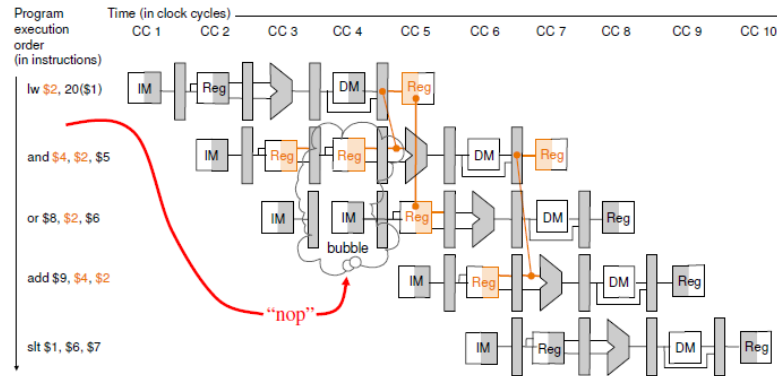 Program
execution
order
(in instructions)
Time (in clock cycles)
CC 1 CC 2 CC 3 CC 4 CC 5 CC 6 CC 7 CC 8 CC 9 CC 10
lw $2, 20($1) IM Reg DM Reg
and $4, $2, $5 IM Reg Reg DM Reg
or $8, $2, $6 IM IM Reg DM Reg
bubble
add $9, $4, $2 IM Reg DM Reg
“nop”
slt $1, $6, $7 IM Reg DM Reg